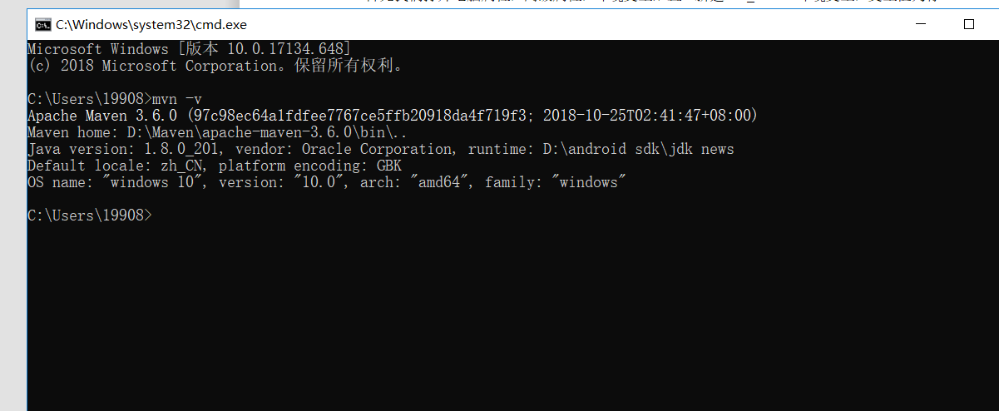 C:\Windows\system32\cmd.exe
Microsoft Windows [版本 10.0.17134.648]
(c) 2018 Microsoft Corporation。保留所有权利。
C:\Users\19908>mvn -v
Apache Maven 3.6.0 (97c98ec64a1fdfee7767ce5ffb20918da4f719f3; 2018-10-25T02:41:47+08:00)
Maven home: D:\Maven\apache-maven-3.6.0\bin\..
Java version: 1.8.0_201, vendor: Oracle Corporation, runtime: D:\android sdk\jdk news
Default locale: zh_CN, platform encoding: GBK
OS name: "windows 10", version: "10.0", arch: "amd64", family: "windows"
C:\Users\19908>